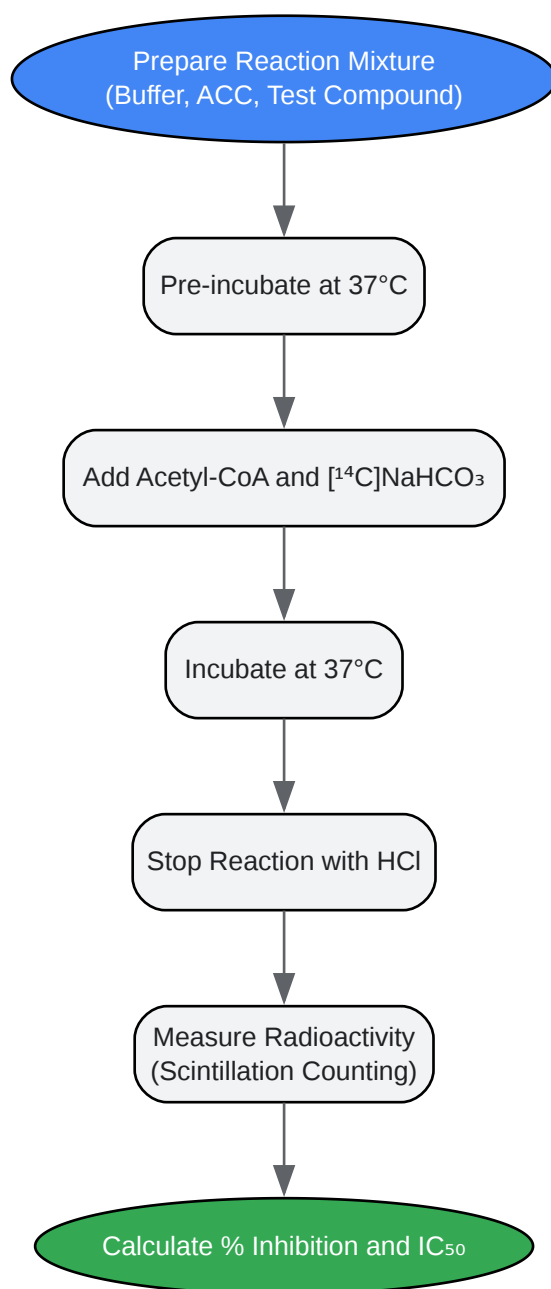 Prepare Reaction Mixture
(Buffer, ACC, Test Compound)
Pre-incubate at 37°C
Add Acetyl-CoA and [¹⁴C]NaHCO₃
Incubate at 37°C
Stop Reaction with HCl
Measure Radioactivity
(Scintillation Counting)
Calculate % Inhibition and IC₅₀